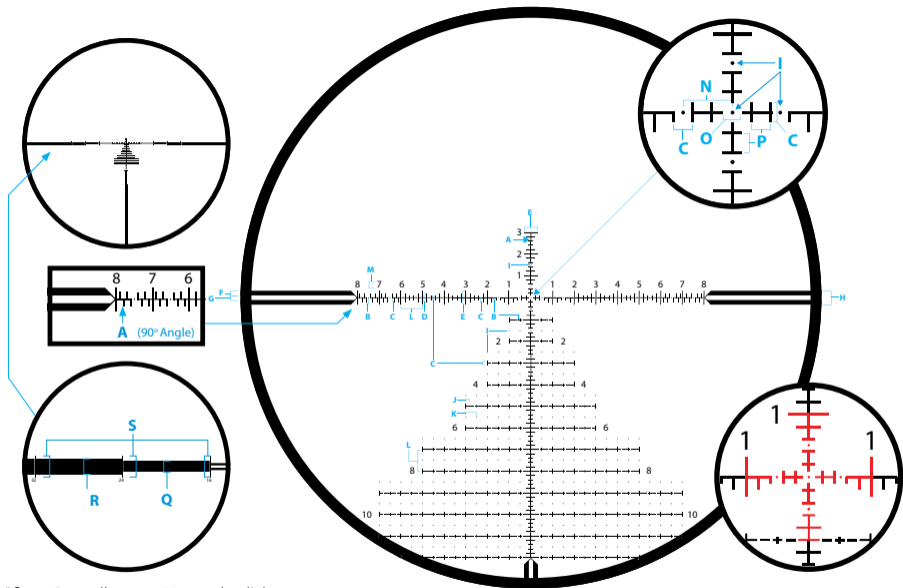 I
N
O
P
C
C
E
3
A
2
I
1
M
8 7 6 5 4 3 2 1 1 2 3 4 5 6 7 8
F
G
H
B C L D E C B
8 7 6
A (90° Angle)
I
2 2
C
4 4
J
K
6 6
L
8 8
10 10
S
R
Q
32 24 16
1
1 1